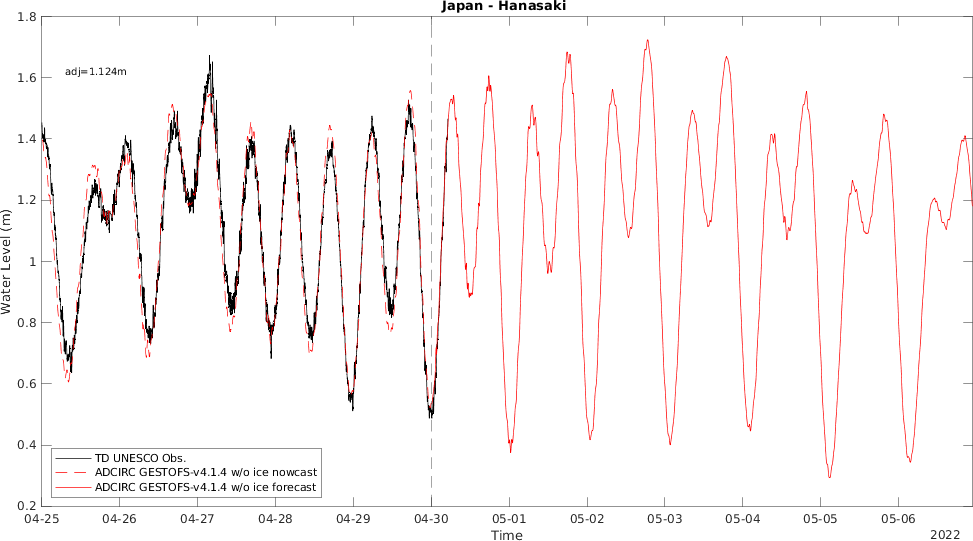 Japan - Hanasaki
1.8
1.6
1.4
1.2
1
0.8
0.6
0.4
0.2
Water Level (m)
adj=1.124m
TD UNESCO Obs.
ADCIRC GESTOFS-v4.1.4 w/o ice nowcast
ADCIRC GESTOFS-v4.1.4 w/o ice forecast
04-25 04-26 04-27 04-28 04-29 04-30 05-01 05-02 05-03 05-04 05-05 05-06
Time
2022